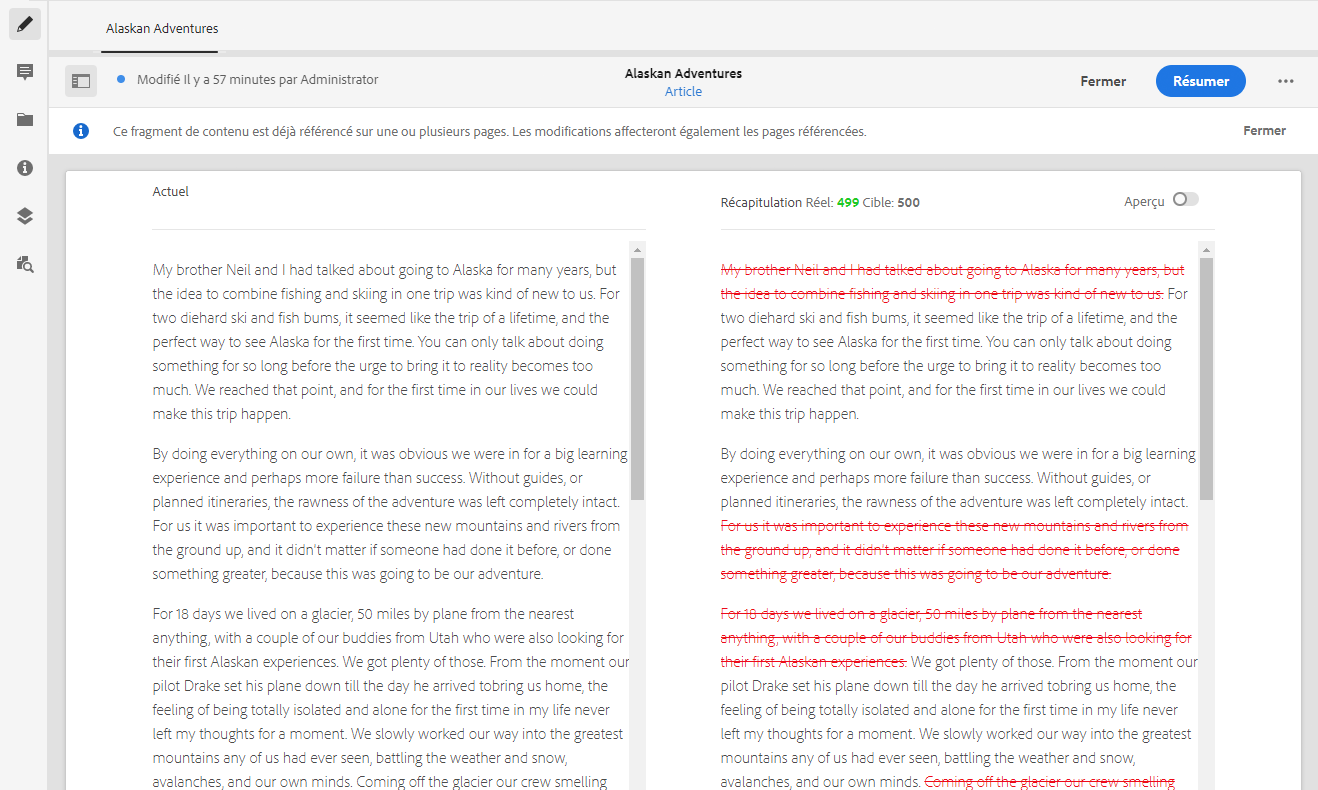 Alaskan Adventures
Modifié Il y a 57 minutes par Administrator
Alaskan Adventures
Article
Fermer
Résumer
Ce fragment de contenu est déjà référencé sur une ou plusieurs pages. Les modifications affecteront également les pages référencées.
Fermer
Actuel
My brother Neil and I had talked about going to Alaska for many years, but
the idea to combine fishing and skiing in one trip was kind of new to us. For
two diehard ski and fish bums, it seemed like the trip of a lifetime, and the
perfect way to see Alaska for the first time. You can only talk about doing
something for so long before the urge to bring it to reality becomes too
much. We reached that point, and for the first time in our lives we could
make this trip happen.
By doing everything on our own, it was obvious we were in for a big learning
experience and perhaps more failure than success. Without guides, or
planned itineraries, the rawness of the adventure was left completely intact.
For us it was important to experience these new mountains and rivers from
the ground up, and it didn't matter if someone had done it before, or done
something greater, because this was going to be our adventure.
For 18 days we lived on a glacier, 50 miles by plane from the nearest
anything, with a couple of our buddies from Utah who were also looking for
their first Alaskan experiences. We got plenty of those. From the moment our
pilot Drake set his plane down till the day he arrived tobring us home, the
feeling of being totally isolated and alone for the first time in my life never
left my thoughts for a moment. We slowly worked our way into the greatest
mountains any of us had ever seen, battling the weather and snow,
avalanches, and our own minds. Coming off the glacier our crew smelling
Récapitulation Réel: 499 Cible: 500
Aperçu
My brother Neil and I had talked about going to Alaska for many years, but
the idea to combine fishing and skiing in one trip was kind of new to us. For
two diehard ski and fish bums, it seemed like the trip of a lifetime, and the
perfect way to see Alaska for the first time. You can only talk about doing
something for so long before the urge to bring it to reality becomes too
much. We reached that point, and for the first time in our lives we could
make this trip happen.
By doing everything on our own, it was obvious we were in for a big learning
experience and perhaps more failure than success. Without guides, or
planned itineraries, the rawness of the adventure was left completely intact.
For us it was important to experience these new mountains and rivers from
the ground up, and it didn't matter if someone had done it before, or done
something greater, because this was going to be our adventure.
For 18 days we lived on a glacier, 50 miles by plane from the nearest
anything, with a couple of our buddies from Utah who were also looking for
their first Alaskan experiences. We got plenty of those. From the moment our
pilot Drake set his plane down till the day he arrived tobring us home, the
feeling of being totally isolated and alone for the first time in my life never
left my thoughts for a moment. We slowly worked our way into the greatest
mountains any of us had ever seen, battling the weather and snow,
avalanches, and our own minds. Coming off the glacier our crew smelling